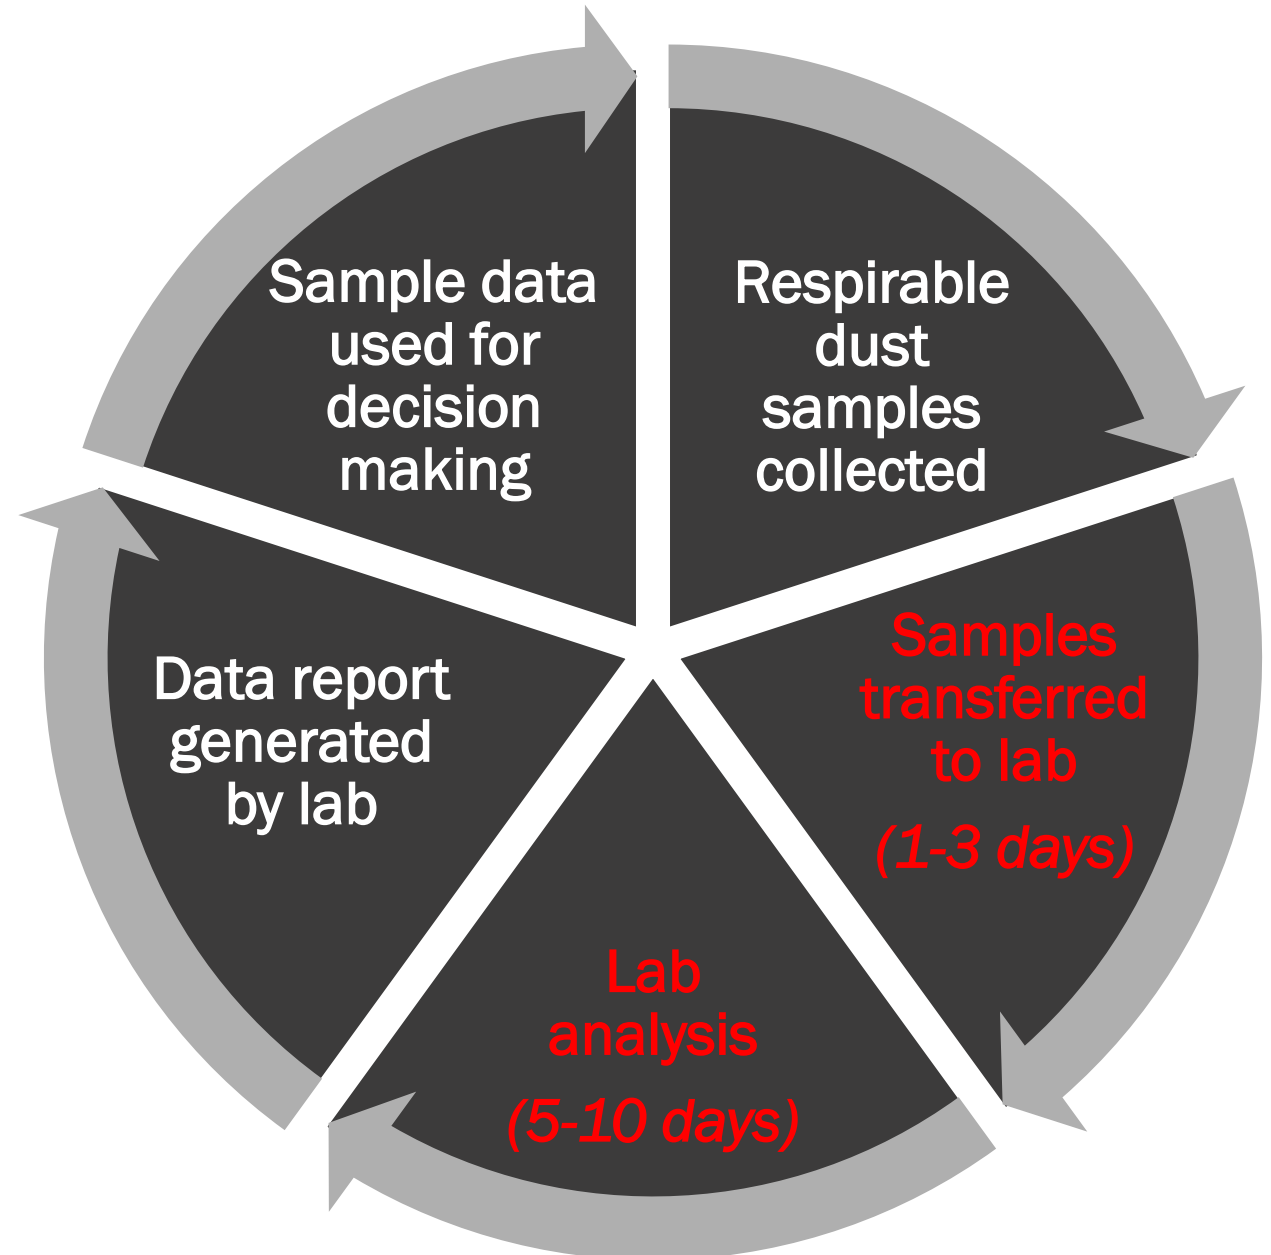 Respirable
dust
samples
collected
Samples
transferred
to lab
(1-3 days)
Lab
analysis
(5-10 days)
Data report
generated
by lab
Sample data
used for
decision
making